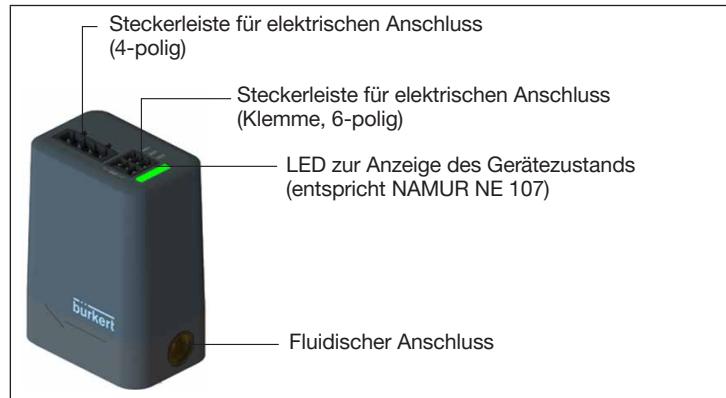 Steckerleiste für elektrischen Anschluss
(4-polig)
Steckerleiste für elektrischen Anschluss
(Klemme, 6-polig)
LED zur Anzeige des Gerätezustands
(entspricht NAMUR NE 107)
bürkert
Fluidischer Anschluss